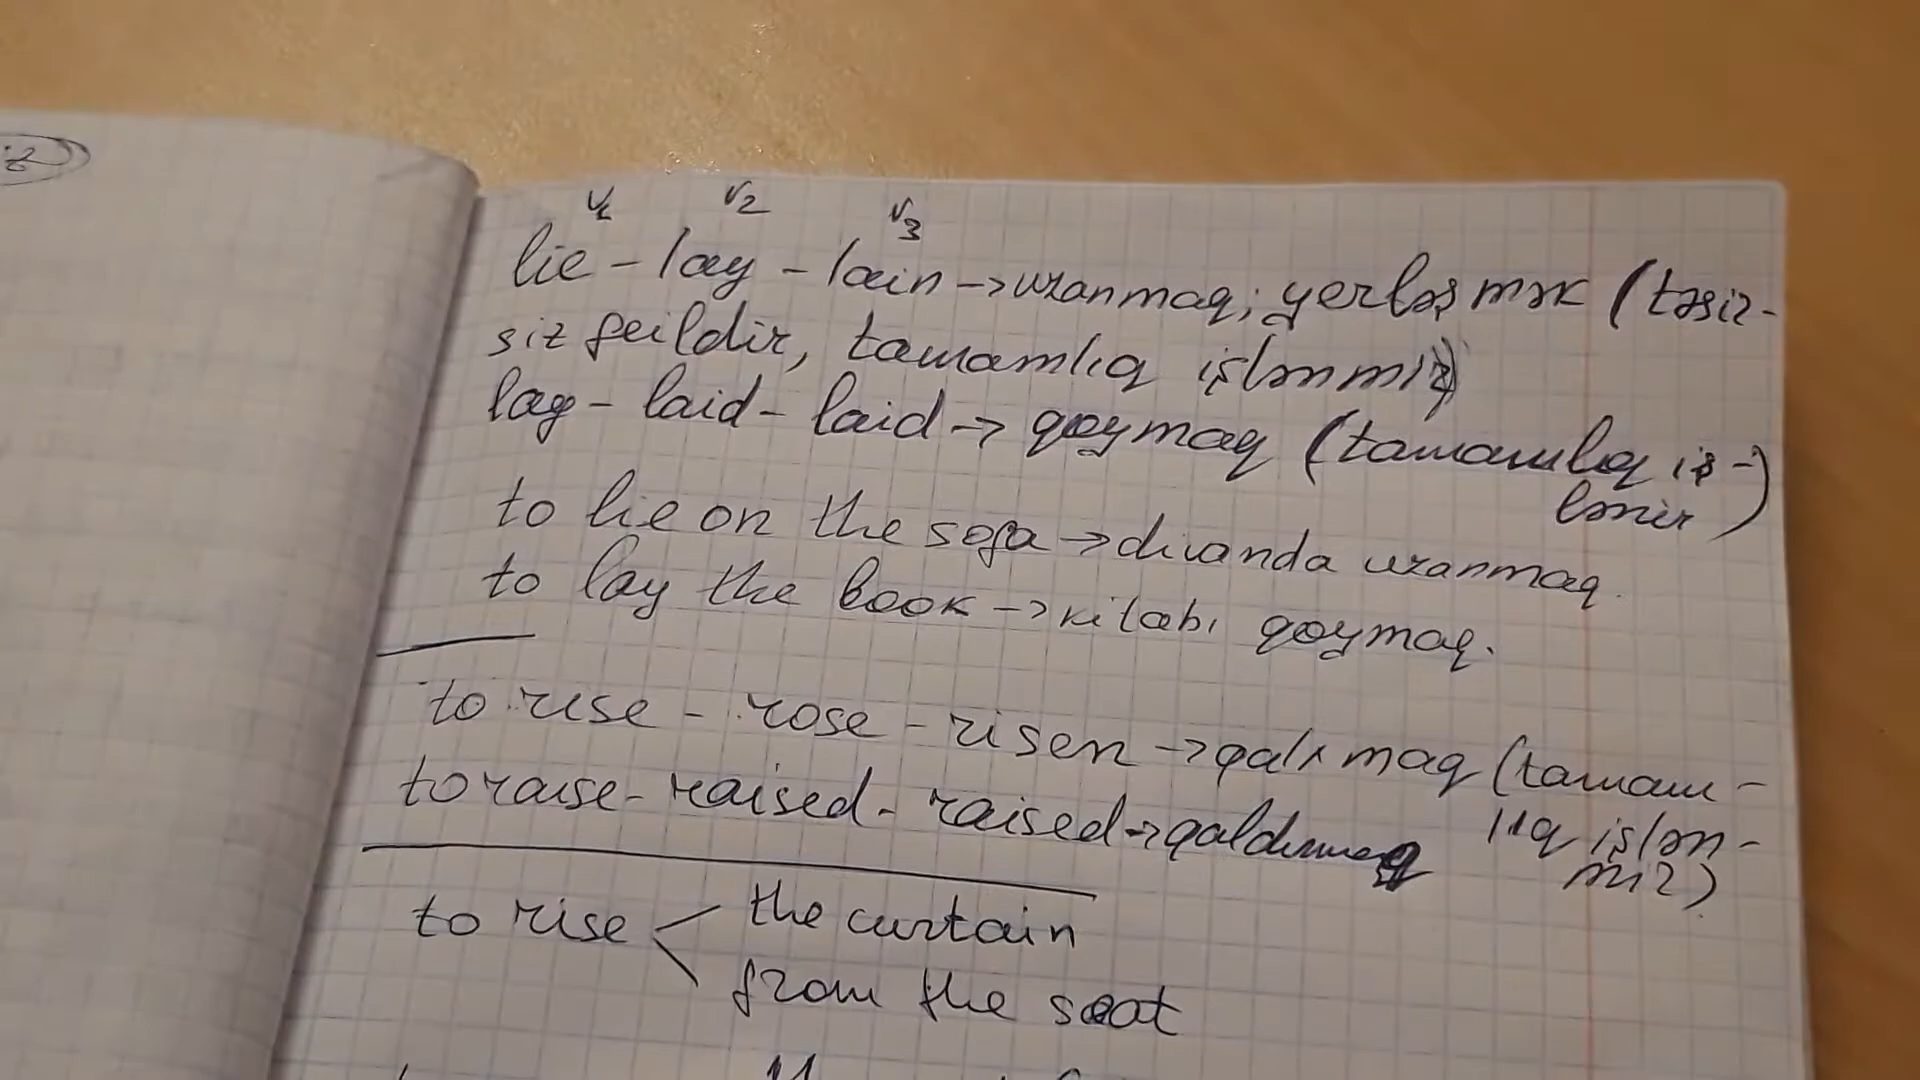 V1 V2 V3
lie - lay - lain → uzanmaq; yerləşmək (təsir-
siz feildir, tamamlıq işlənmir)
lay - laid - laid → qoymaq (tamamlıq iş-
lənir)
to lie on the sofa → divanda uzanmaq.
to lay the book → kitabı qoymaq.
to rise - rose - risen → qalxmaq (tamam-
lıq işlən-
mir)
to raise - raised - raised → qaldırmaq
to rise < the curtain
from the seat